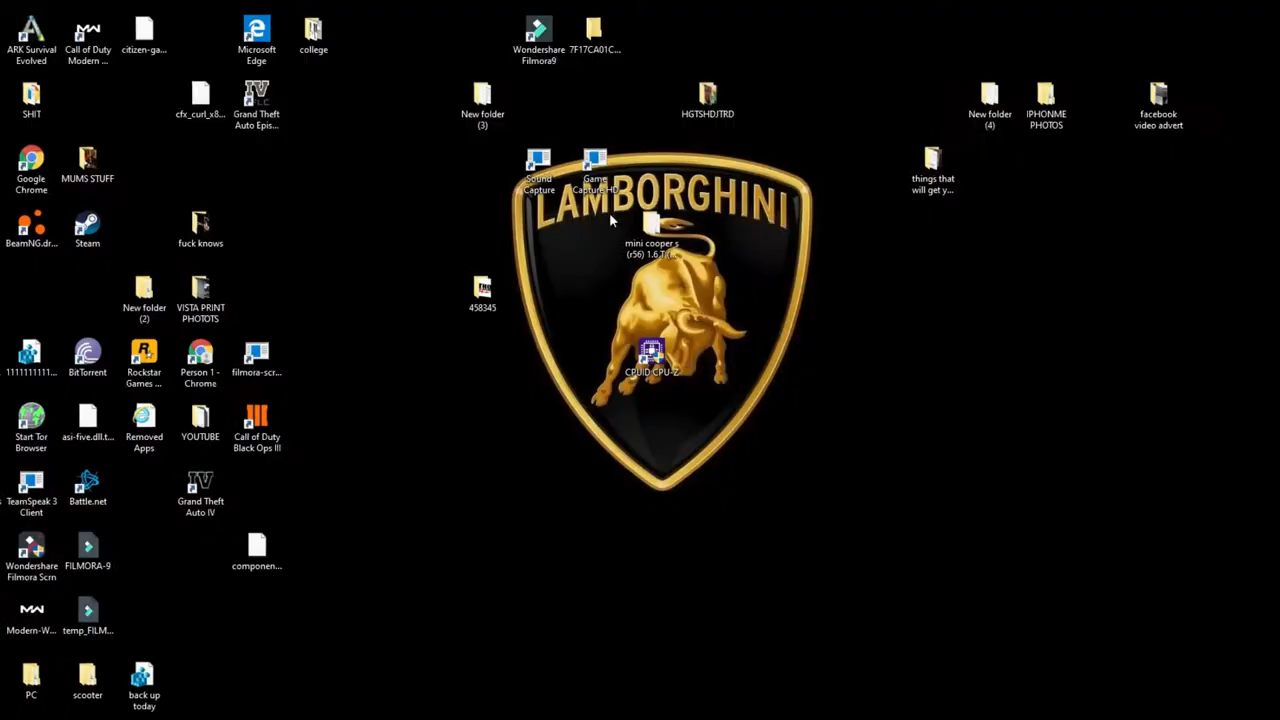 ARK Survival
Evolved
Call of Duty
Modern ...
citizen-ga...
Microsoft
Edge
college
Wondershare
Filmora9
7F17CA01C...
SHIT
cfx_curl_x8...
Grand Theft
Auto Epis...
New folder
(3)
HGTSHDJTRD
New folder
(4)
IPHONME
PHOTOS
facebook
video advert
Google
Chrome
MUMS STUFF
Sound
Capture
Game
Capture HD
things that
will get y...
LAMBORGHINI
BeamNG.dr...
Steam
fuck knows
mini cooper s
(r56) 1.6 T (...
New folder
(2)
VISTA PRINT
PHOTOTS
458345
1111111111...
BitTorrent
Rockstar
Games ...
Person 1 -
Chrome
filmora-scr...
CPUID CPU-Z
Start Tor
Browser
asi-five.dll.t...
Removed
Apps
YOUTUBE
Call of Duty
Black Ops III
TeamSpeak 3
Client
Battle.net
Grand Theft
Auto IV
Wondershare
Filmora Scrn
FILMORA-9
componen...
Modern-W...
temp_FILM...
PC
scooter
back up
today